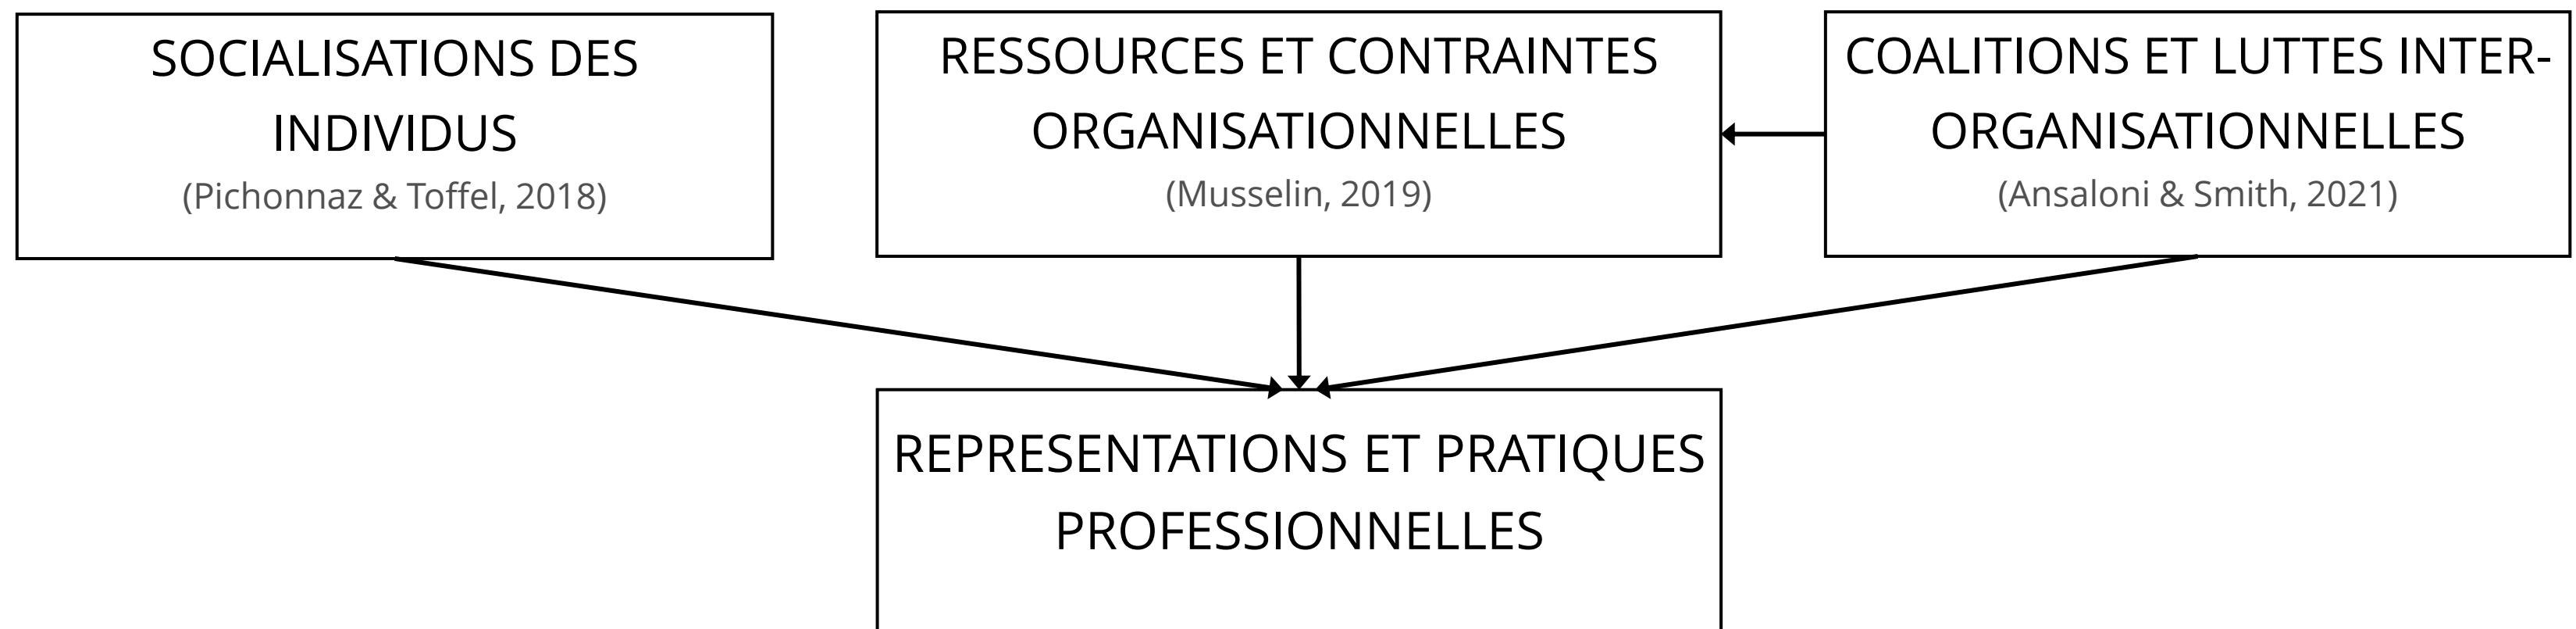 SOCIALISATIONS DES
INDIVIDUS
(Pichonnaz & Toffel, 2018)
RESSOURCES ET CONTRAINTES
ORGANISATIONNELLES
(Musselin, 2019)
COALITIONS ET LUTTES INTER-
ORGANISATIONNELLES
(Ansaloni & Smith, 2021)
REPRESENTATIONS ET PRATIQUES
PROFESSIONNELLES